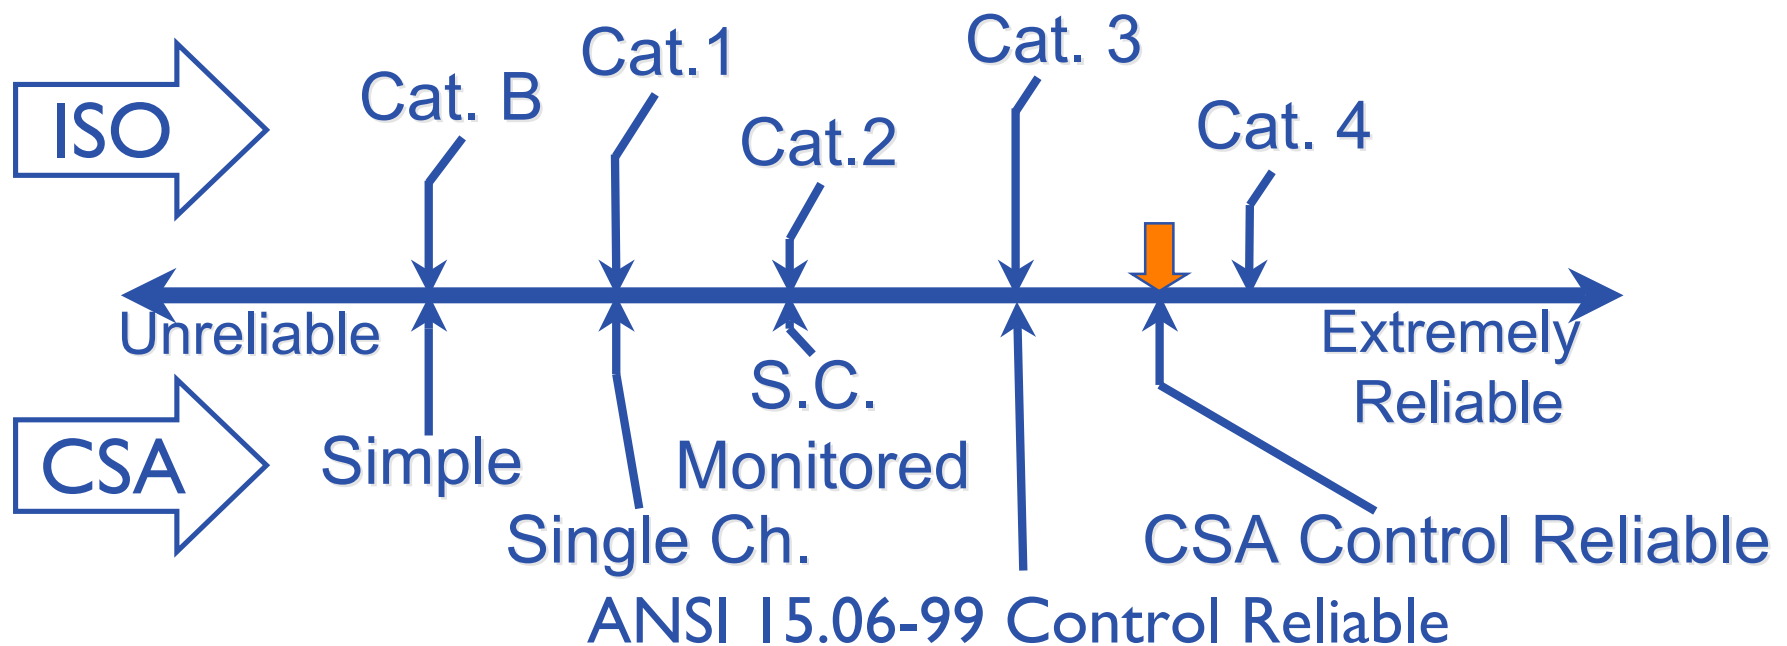 ISO
Cat. B
Cat.1
Cat.2
Cat. 3
Cat. 4
Unreliable
Extremely
Reliable
CSA
Simple
Single Ch.
S.C.
Monitored
ANSI 15.06-99 Control Reliable
CSA Control Reliable